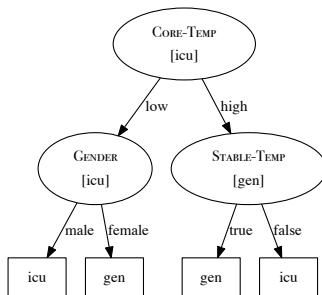 Core-Temp
[icu]
low
high
Gender
[icu]
Stable-Temp
[gen]
male
female
true
false
icu
gen
gen
icu